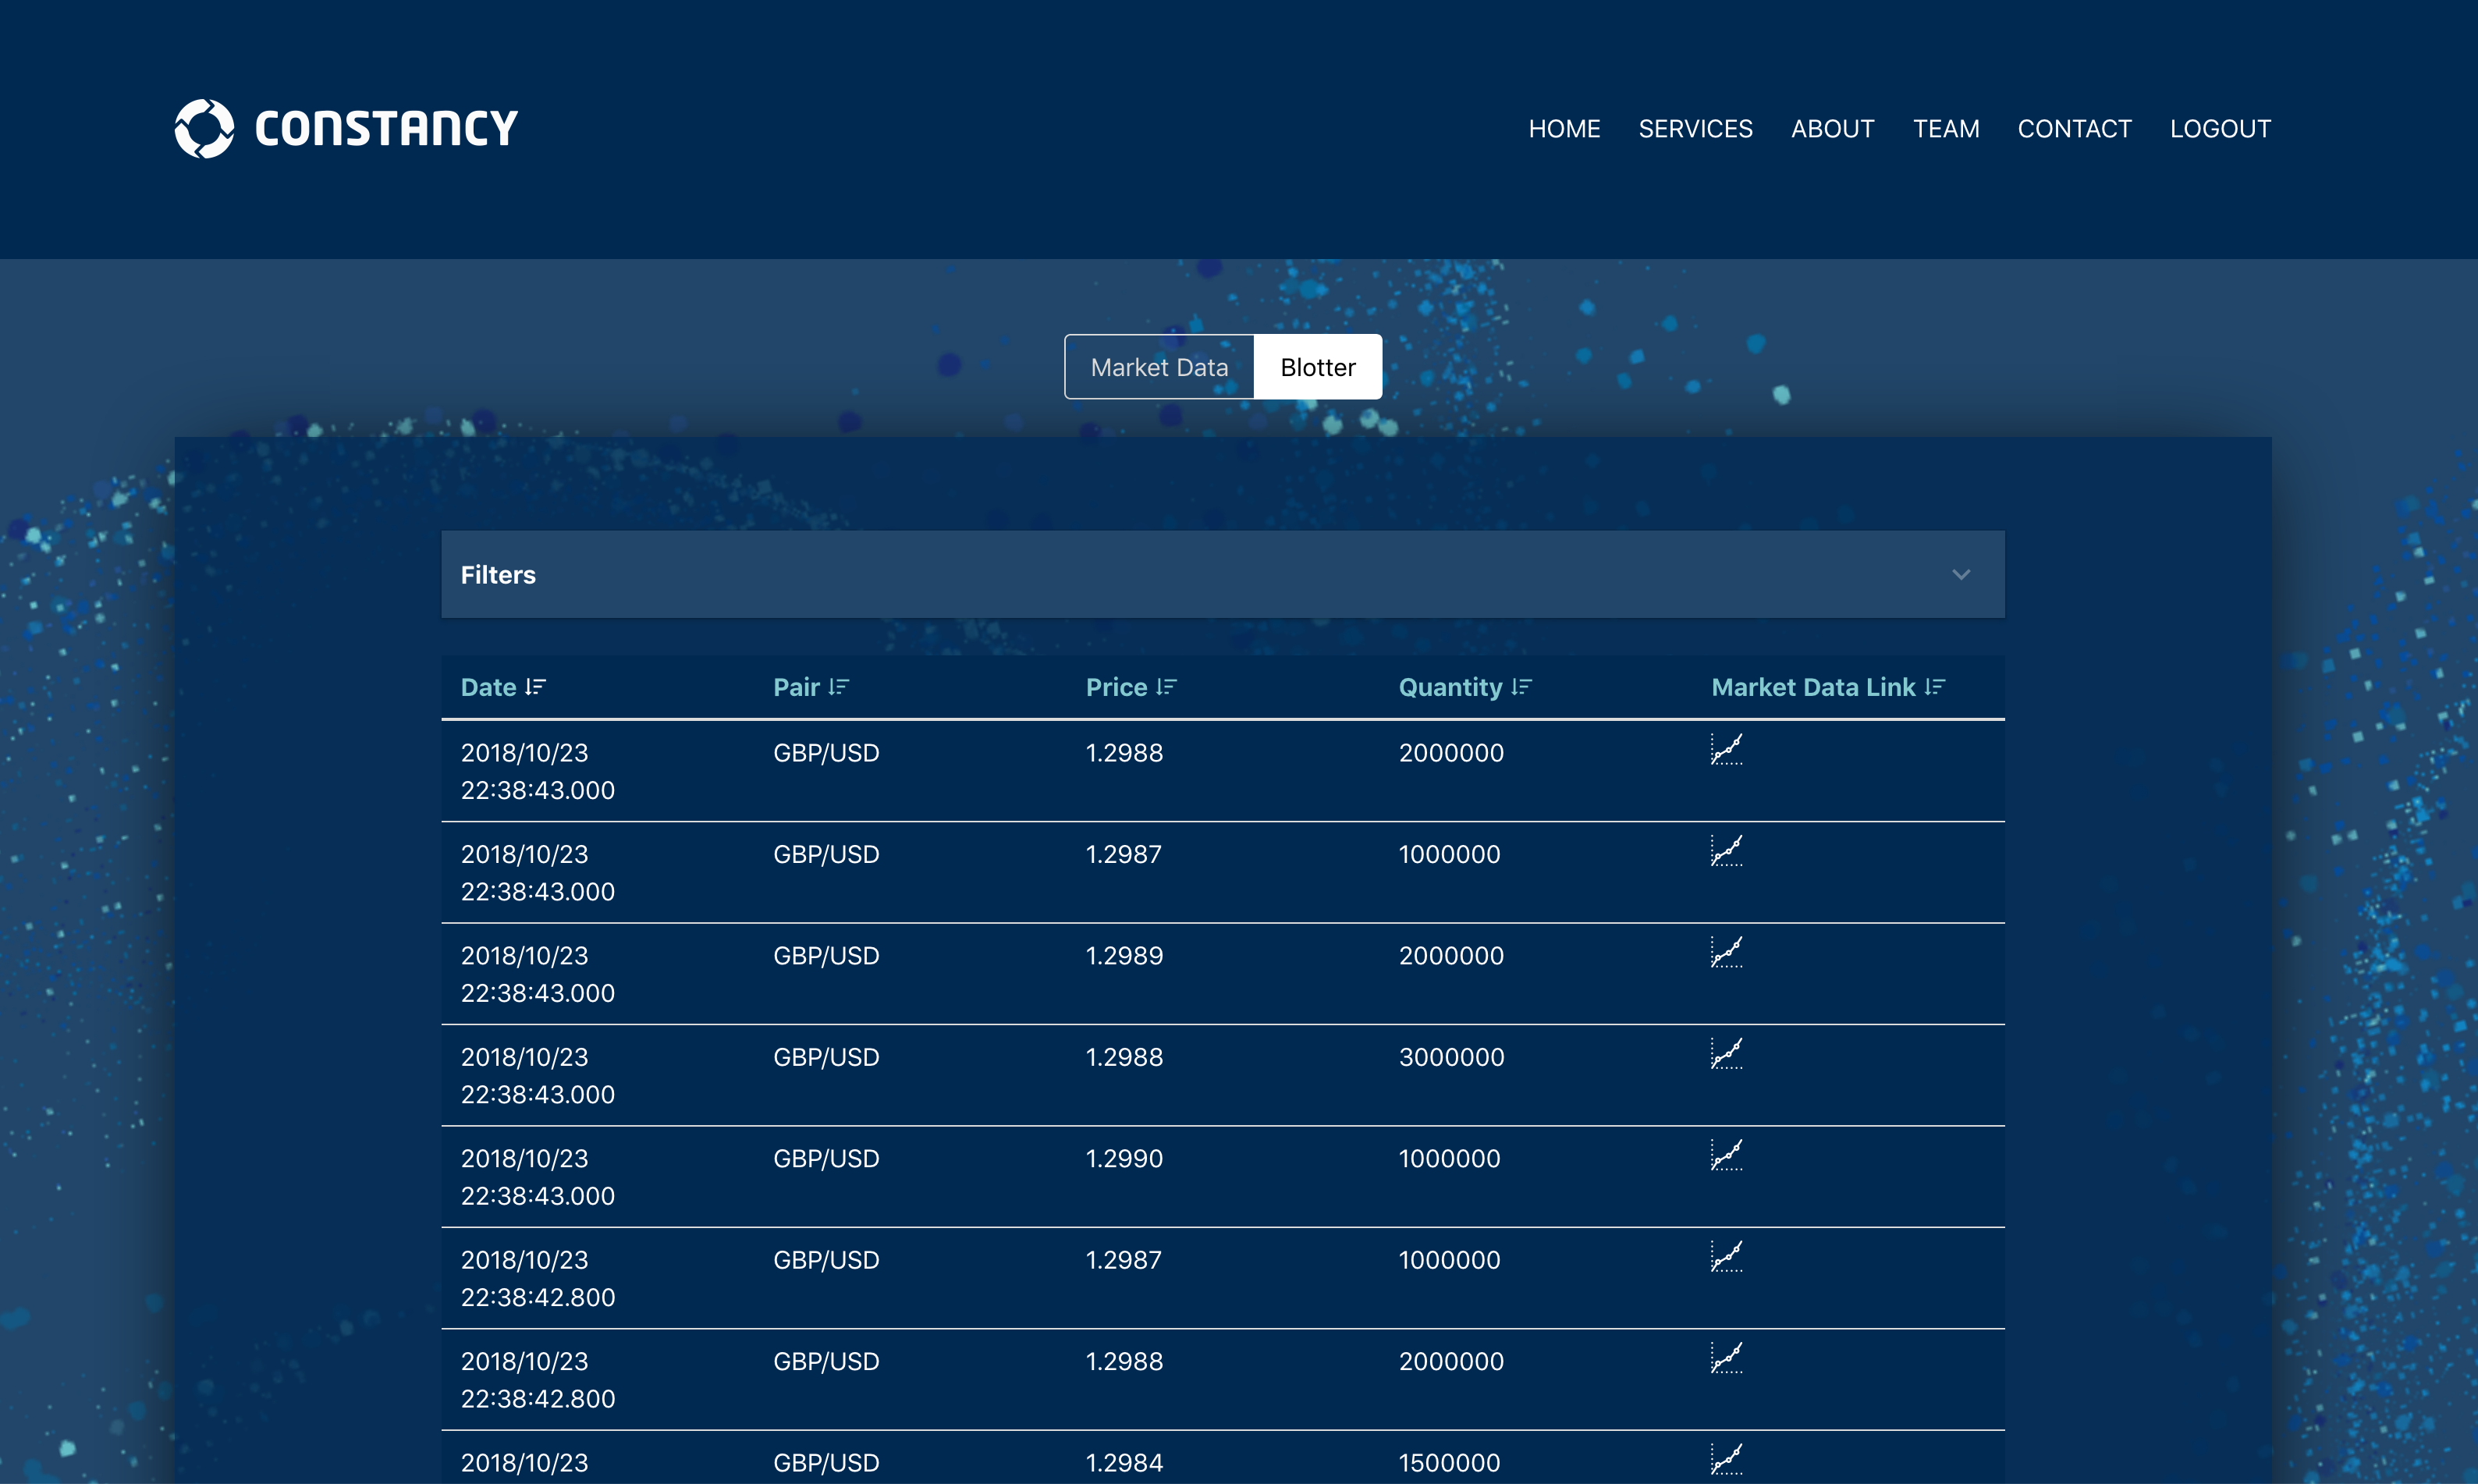 CONSTANCY
HOME SERVICES ABOUT TEAM CONTACT LOGOUT
Market Data Blotter
Filters
Date Pair Price Quantity Market Data Link
2018/10/23 GBP/USD 1.2988 2000000
22:38:43.000
2018/10/23 GBP/USD 1.2987 1000000
22:38:43.000
2018/10/23 GBP/USD 1.2989 2000000
22:38:43.000
2018/10/23 GBP/USD 1.2988 3000000
22:38:43.000
2018/10/23 GBP/USD 1.2990 1000000
22:38:43.000
2018/10/23 GBP/USD 1.2987 1000000
22:38:42.800
2018/10/23 GBP/USD 1.2988 2000000
22:38:42.800
2018/10/23 GBP/USD 1.2984 1500000